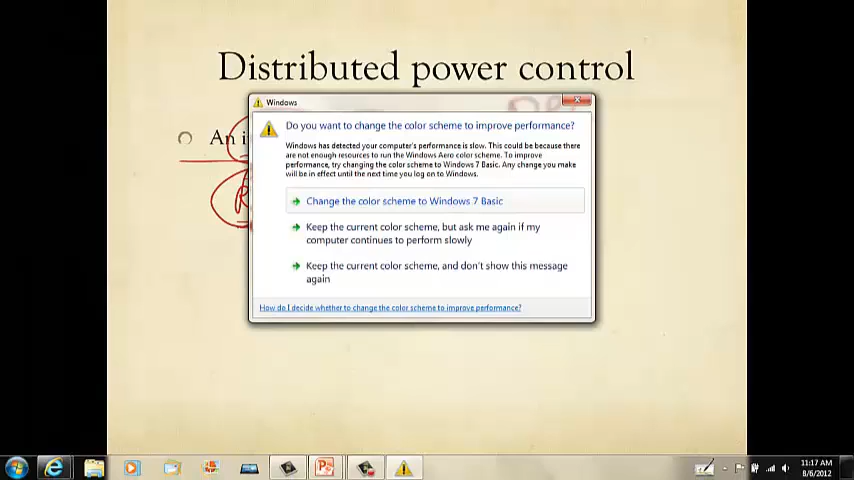 Distributed power control
Windows
An i
Do you want to change the color scheme to improve performance?
Windows has detected your computer's performance is slow. This could be because there
are not enough resources to run the Windows Aero color scheme. To improve
performance, try changing the color scheme to Windows 7 Basic. Any change you make
will be in effect until the next time you log on to Windows.
Change the color scheme to Windows 7 Basic
Keep the current color scheme, but ask me again if my
computer continues to perform slowly
Keep the current color scheme, and don't show this message
again
How do I decide whether to change the color scheme to improve performance?
11:17 AM
8/6/2012